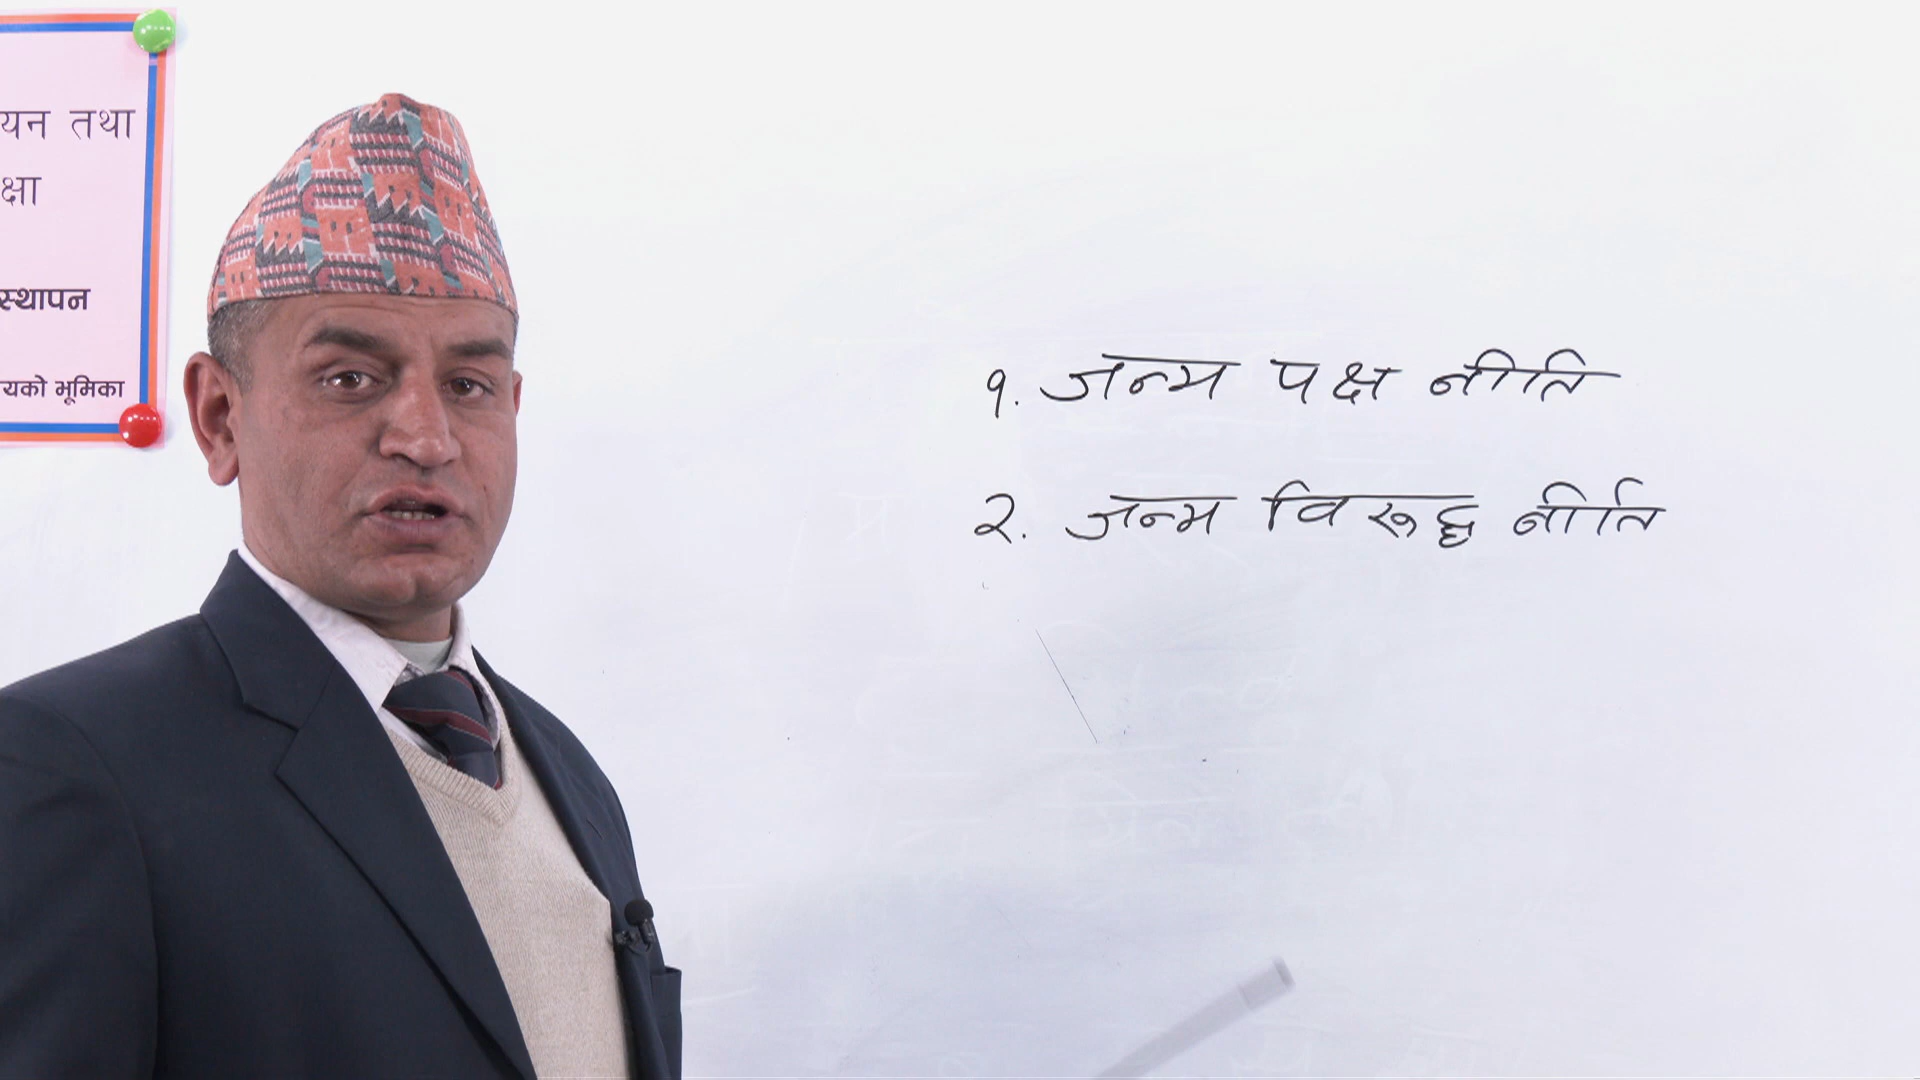 यन तथा
क्षा
स्थापन
यको भूमिका
१. जन्म पक्ष नीति
२. जन्म विरूद्ध नीति